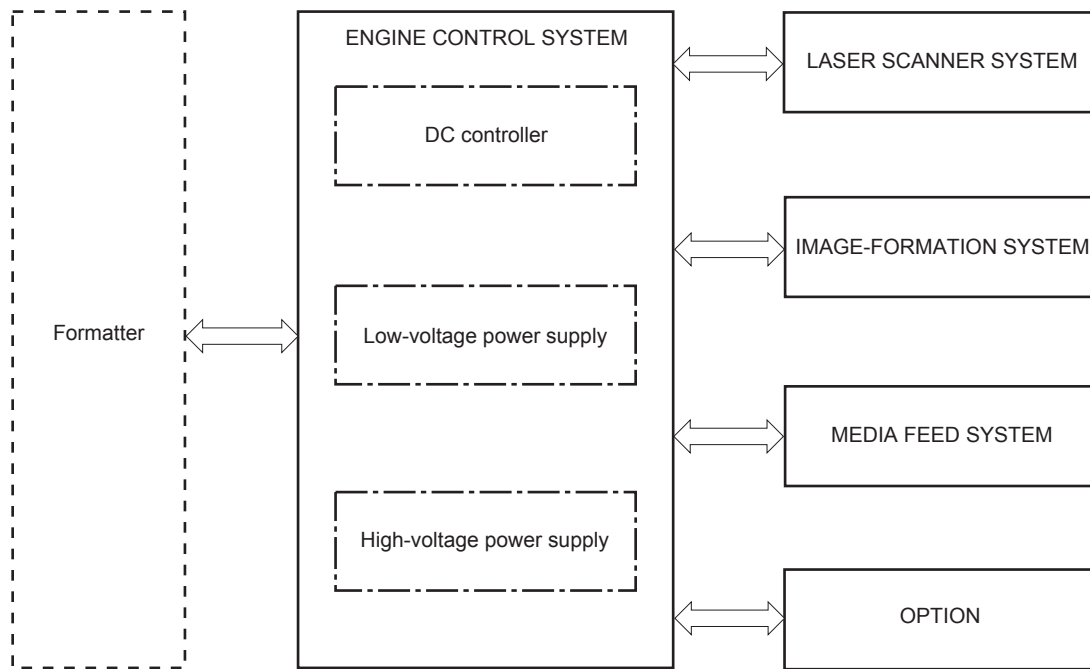 Formatter
ENGINE CONTROL SYSTEM
DC controller
Low-voltage power supply
High-voltage power supply
LASER SCANNER SYSTEM
IMAGE-FORMATION SYSTEM
MEDIA FEED SYSTEM
OPTION